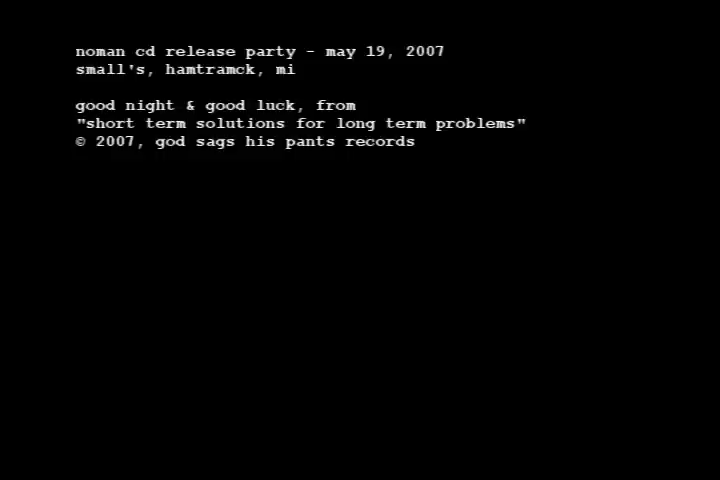 noman cd release party - may 19, 2007
small's, hamtramck, mi
good night & good luck, from
"short term solutions for long term problems"
© 2007, god sags his pants records